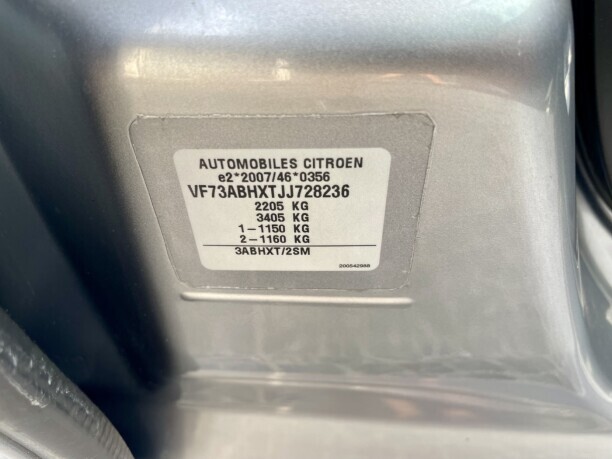 AUTOMOBILES CITROEN
e2*2007/46*0356
VF73ABHXTJJ728236
2205 KG
3405 KG
1-1150 KG
2-1160 KG
3ABHXT/2SM